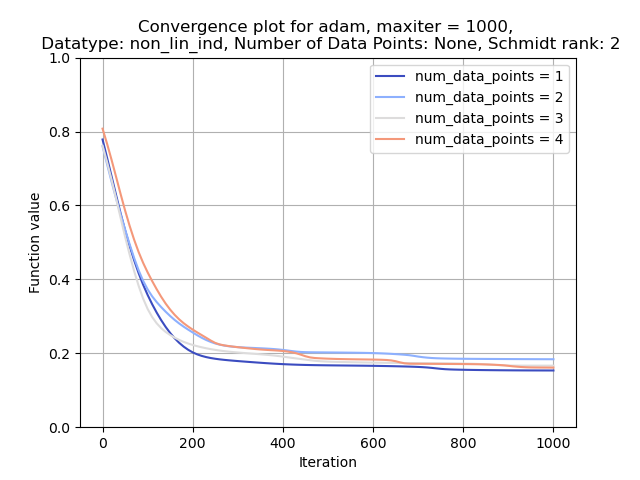 Convergence plot for adam, maxiter = 1000,
Datatype: non_lin_ind, Number of Data Points: None, Schmidt rank: 2
num_data_points = 1
num_data_points = 2
num_data_points = 3
num_data_points = 4
Function value
1.0
0.8
0.6
0.4
0.2
0.0
0 200 400 600 800 1000
Iteration